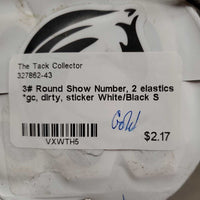 The Tack Collector
327862-43
3# Round Show Number, 2 elastics
*gc, dirty, sticker White/Black S
Gold
$2.17
VXWTH5